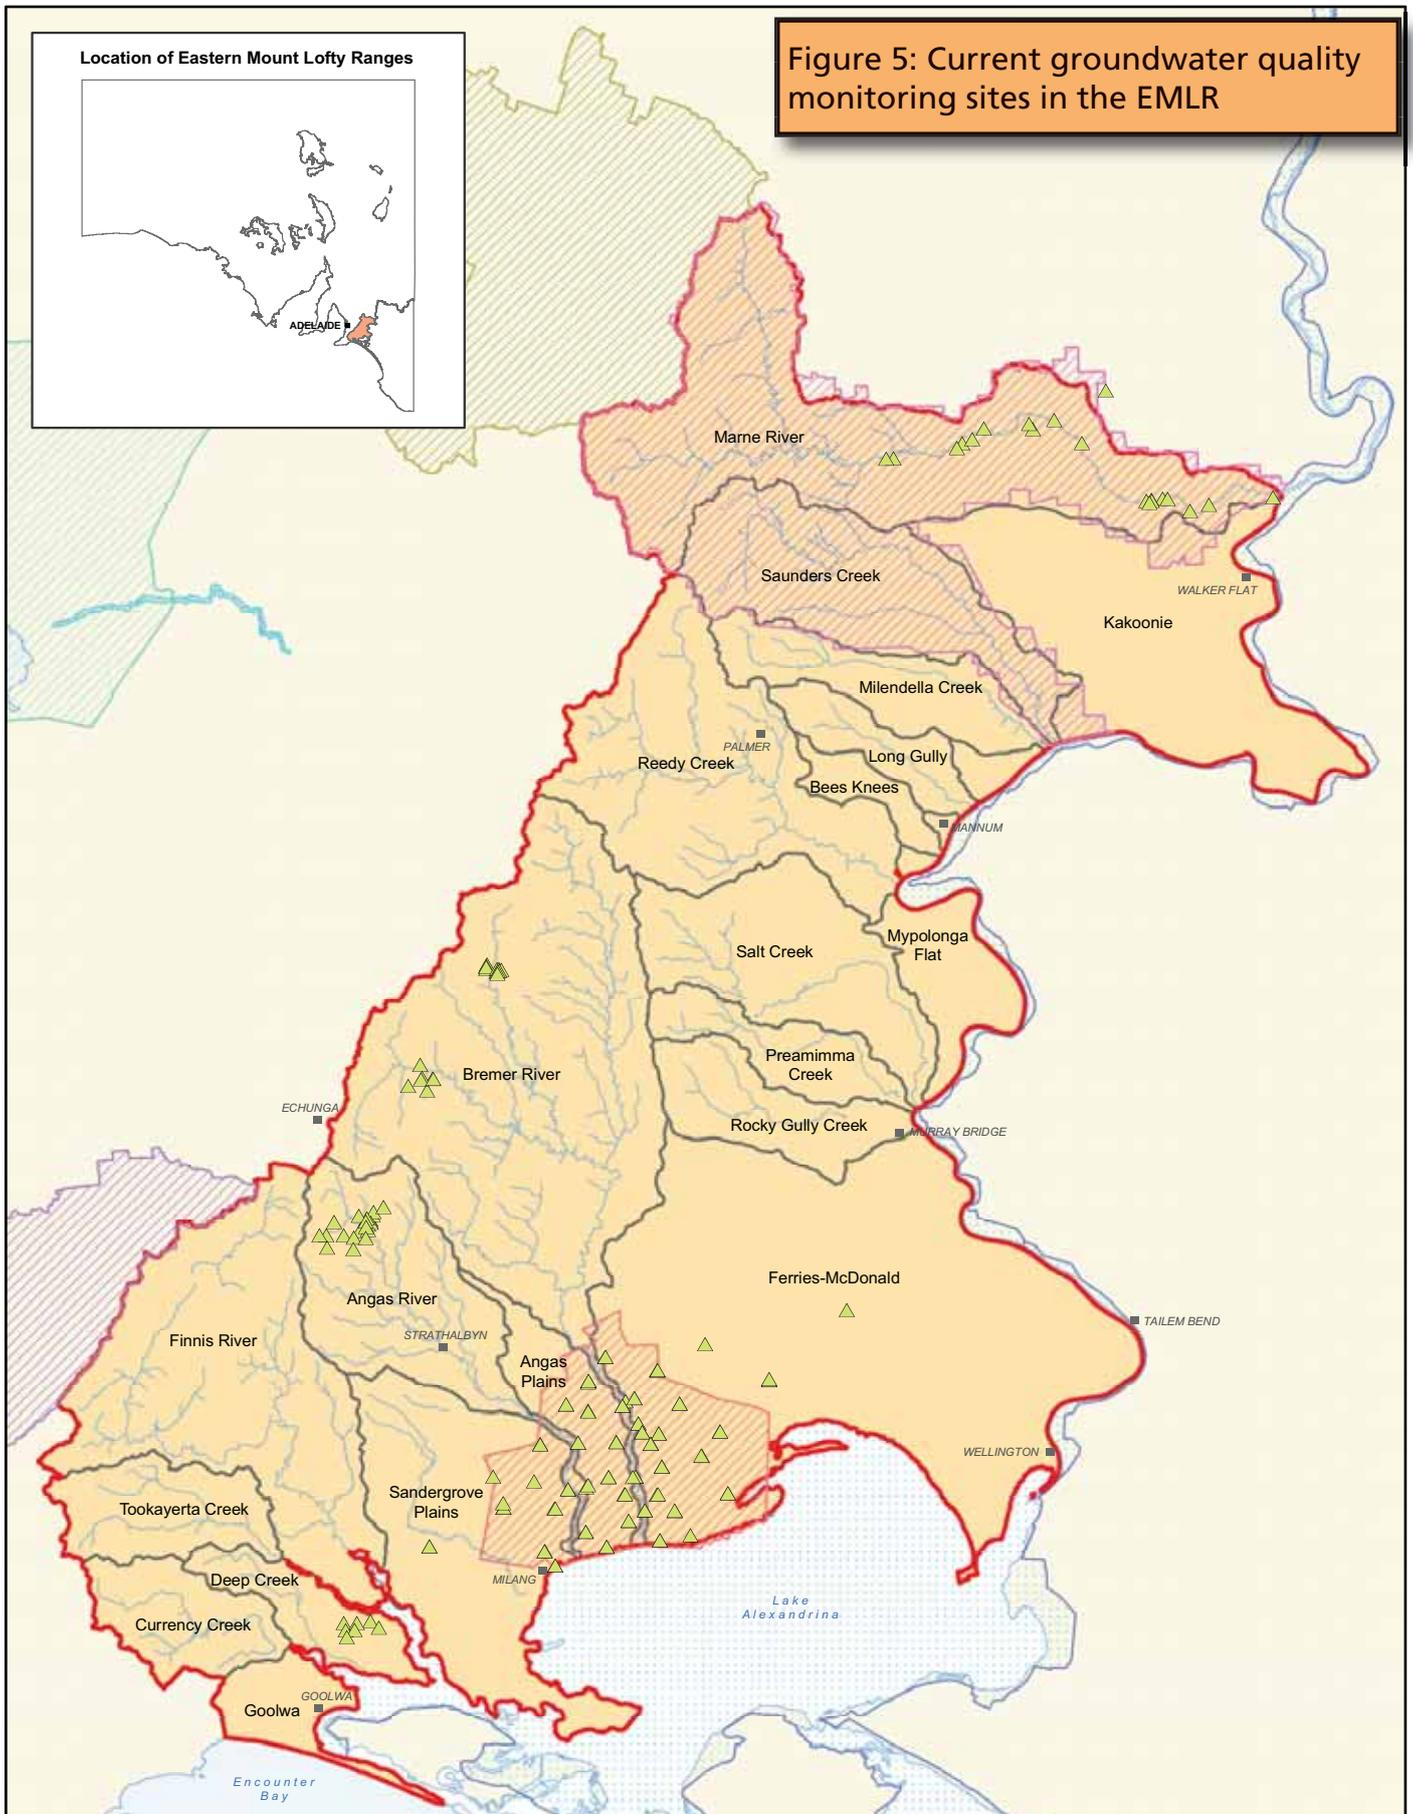 Location of Eastern Mount Lofty Ranges
ADELAIDE
Figure 5: Current groundwater quality
monitoring sites in the EMLR
Marne River
Saunders Creek
WALKER FLAT
Kakoonie
Milendella Creek
PALMER
Reedy Creek
Long Gully
Bees Knees
MANNUM
Mypolonga
Flat
Salt Creek
Preamimma
Creek
Bremer River
ECHUNGA
Rocky Gully Creek
MURRAY BRIDGE
Ferries-McDonald
Angas River
TAILEM BEND
STRATHALBYN
Finnis River
Angas
Plains
WELLINGTON
Sandergrove
Plains
Tookayerta Creek
MILANG
Deep Creek
Lake
Alexandrina
Currency Creek
GOOLWA
Goolwa
Encounter
Bay